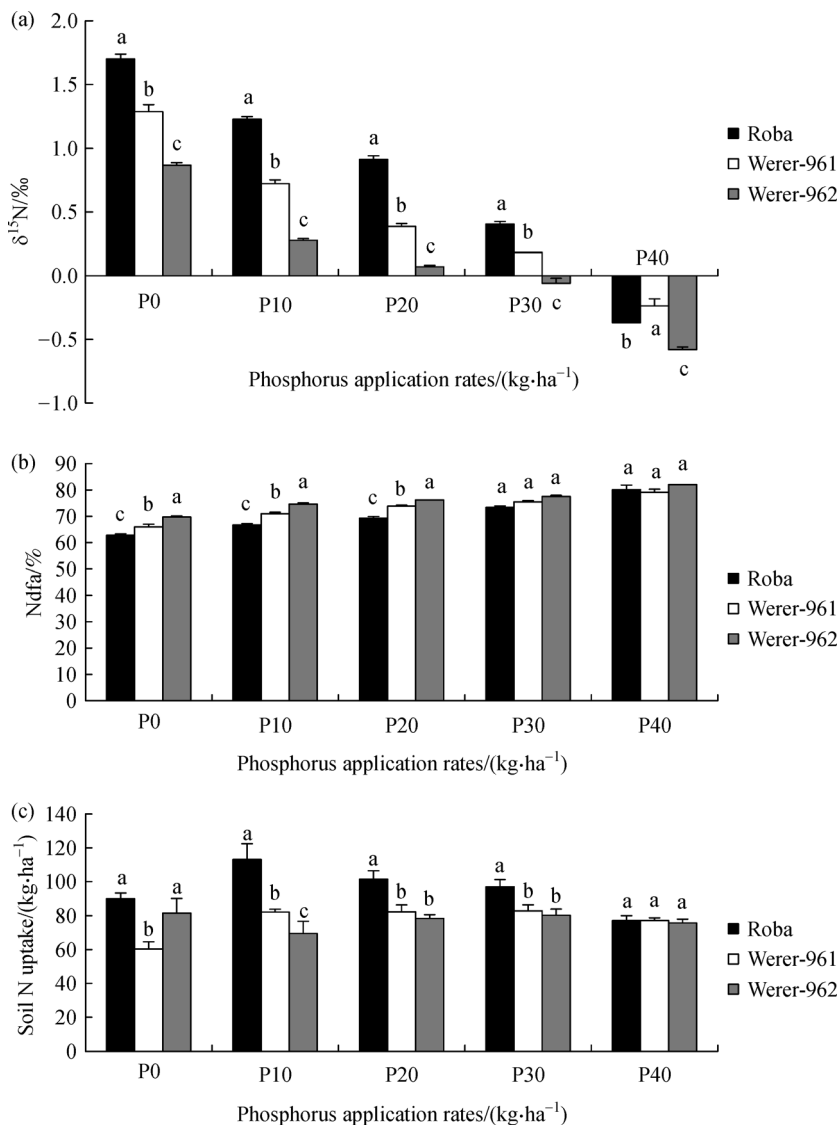 (a)
2.0
1.5
1.0
0.5
0.0
−0.5
−1.0
δ¹⁵N/‰
a b c
a b c
a b c
a b c
b a c
P0 P10 P20 P30 P40
Phosphorus application rates/(kg·ha⁻¹)
Roba
Werer-961
Werer-962
(b)
90
80
70
60
50
40
30
20
10
0
Ndfa/%
c b a
c b a
c b a
a a a
a a a
P0 P10 P20 P30 P40
Phosphorus application rates/(kg·ha⁻¹)
Roba
Werer-961
Werer-962
(c)
140
120
100
80
60
40
20
0
Soil N uptake/(kg·ha⁻¹)
a b a
a b c
a b b
a b b
a a a
P0 P10 P20 P30 P40
Phosphorus application rates/(kg·ha⁻¹)
Roba
Werer-961
Werer-962